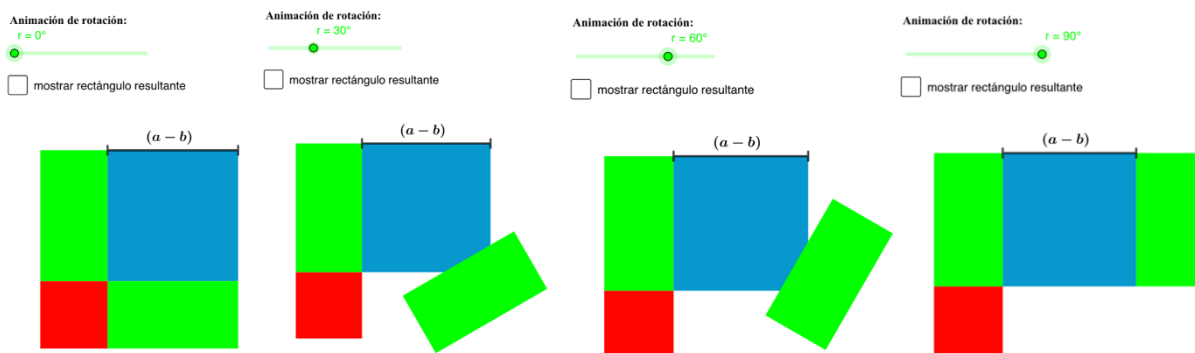 Animación de rotación:
r = 0°
mostrar rectángulo resultante
(a − b)
Animación de rotación:
r = 30°
mostrar rectángulo resultante
(a − b)
Animación de rotación:
r = 60°
mostrar rectángulo resultante
(a − b)
Animación de rotación:
r = 90°
mostrar rectángulo resultante
(a − b)